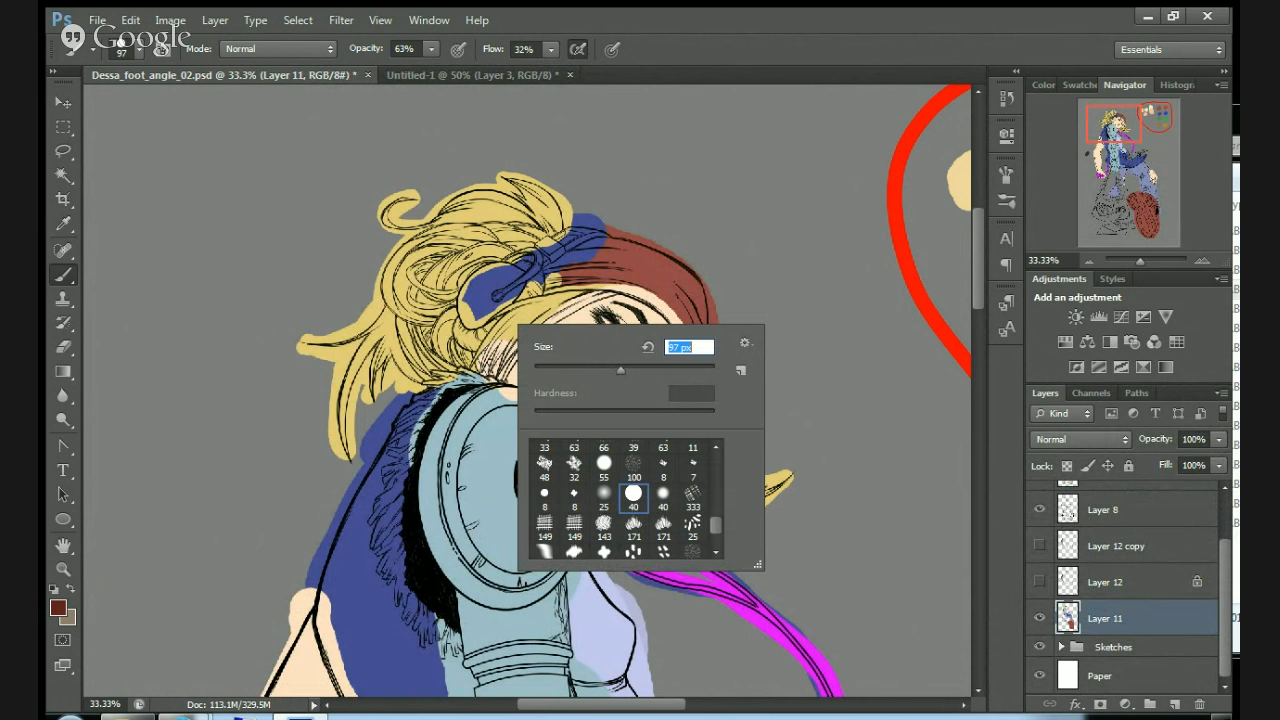 Ps File Edit Image Layer Type Select Filter View Window Help
Google
97 Mode: Normal Opacity: 63% Flow: 32% Essentials
Dessa_foot_angle_02.psd @ 33.3% (Layer 11, RGB/8#) * × Untitled-1 @ 50% (Layer 3, RGB/8) * ×
Color Swatche Navigator Histogr
33.33%
Adjustments Styles
Add an adjustment
Size: 97 px
Hardness:
33 63 66 39 63 11
48 32 55 100 8 7
8 8 25 40 40 333
149 149 143 171 171 25
Layers Channels Paths
Kind
Normal Opacity: 100%
Lock: Fill: 100%
Layer 8
Layer 12 copy
Layer 12
Layer 11
Sketches
Paper
33.33% Doc: 113.1M/329.5M